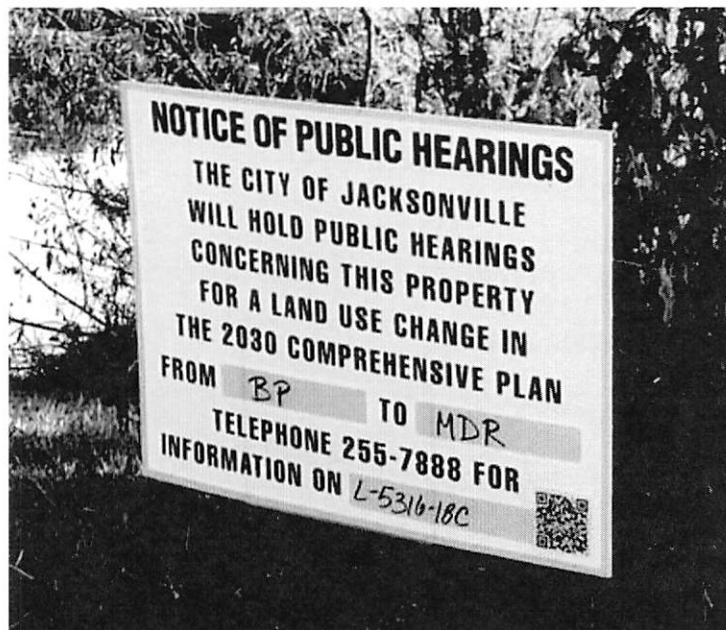 NOTICE OF PUBLIC HEARINGS
THE CITY OF JACKSONVILLE
WILL HOLD PUBLIC HEARINGS
CONCERNING THIS PROPERTY
FOR A LAND USE CHANGE IN
THE 2030 COMPREHENSIVE PLAN
FROM BP TO MDR
TELEPHONE 255-7888 FOR
INFORMATION ON L-5316-18C